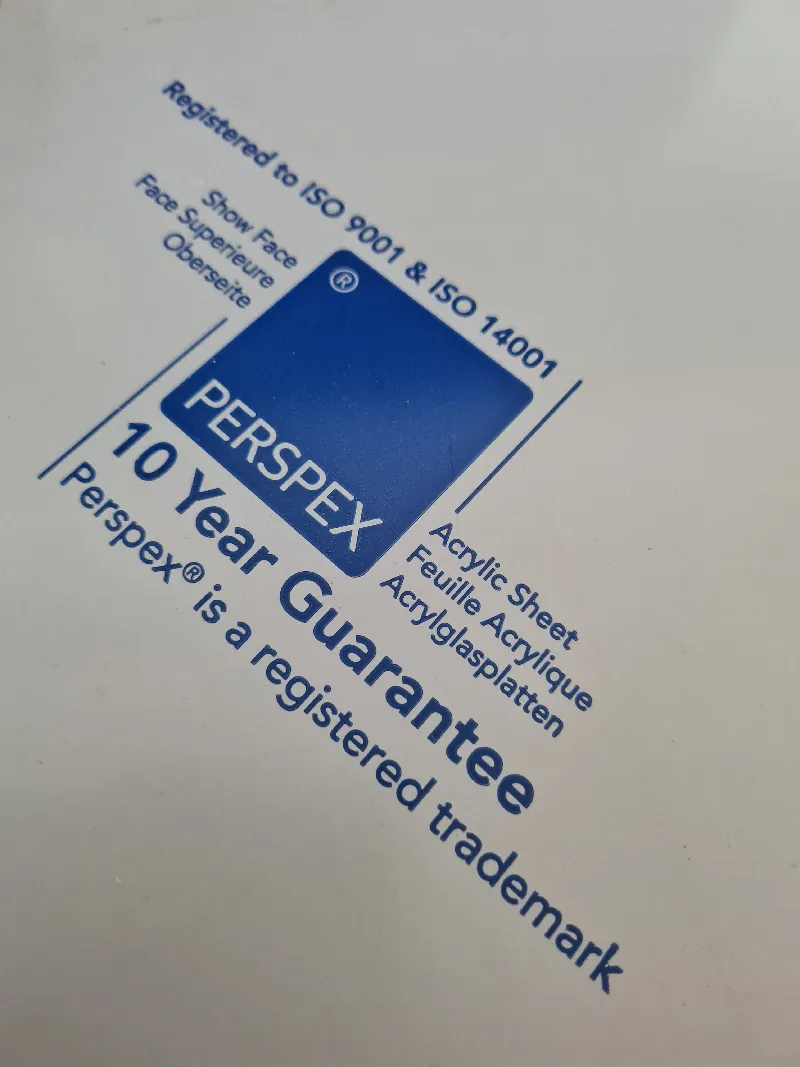 Registered to ISO 9001 & ISO 14001
Show Face
Face Superieure
Oberseite
®
PERSPEX
Acrylic Sheet
Feuille Acrylique
Acrylglasplatten
10 Year Guarantee
Perspex® is a registered trademark